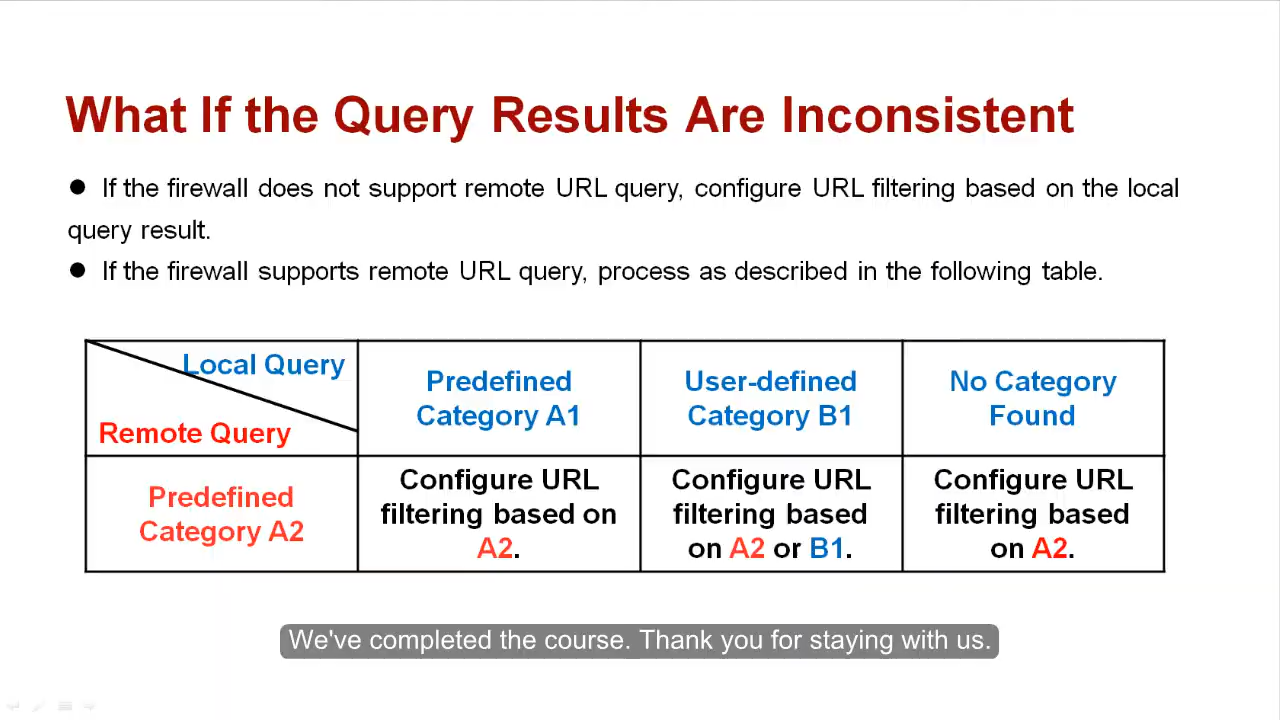 What If the Query Results Are Inconsistent
● If the firewall does not support remote URL query, configure URL filtering based on the local
query result.
● If the firewall supports remote URL query, process as described in the following table.
Local Query
Remote Query
Predefined
Category A1
User-defined
Category B1
No Category
Found
Predefined
Category A2
Configure URL
filtering based on
A2.
Configure URL
filtering based
on A2 or B1.
Configure URL
filtering based
on A2.
We've completed the course. Thank you for staying with us.